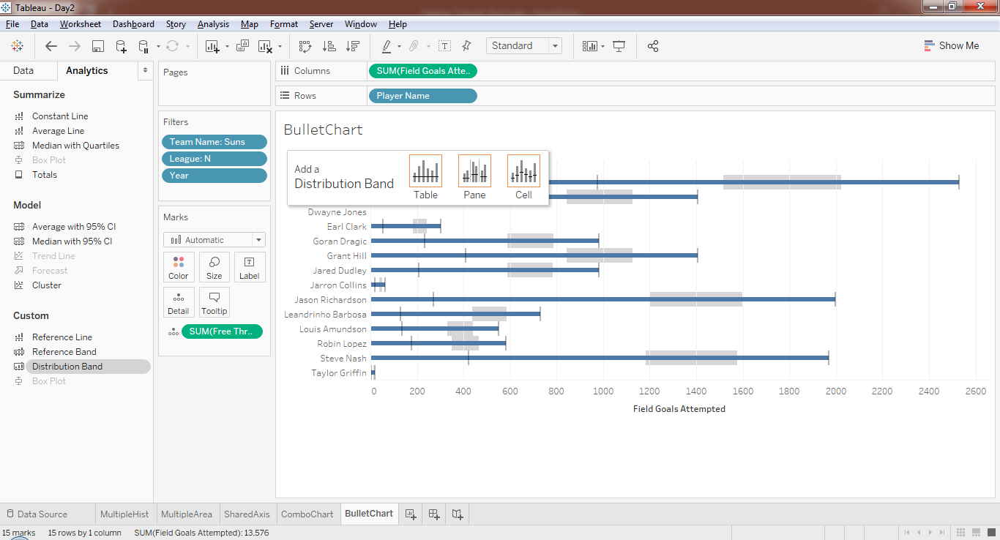 Tableau - Day2
File Data Worksheet Dashboard Story Analysis Map Format Server Window Help
Standard
Show Me
Data Analytics
Summarize
Constant Line
Average Line
Median with Quartiles
Box Plot
Totals
Model
Average with 95% CI
Median with 95% CI
Trend Line
Forecast
Cluster
Custom
Reference Line
Reference Band
Distribution Band
Box Plot
Pages
Filters
Team Name: Suns
League: N
Year
Marks
Automatic
Color Size Label
Detail Tooltip
SUM(Free Thr..
Columns SUM(Field Goals Atte..
Rows Player Name
BulletChart
Add a
Distribution Band
Table Pane Cell
Dwayne Jones
Earl Clark
Goran Dragic
Grant Hill
Jared Dudley
Jarron Collins
Jason Richardson
Leandrinho Barbosa
Louis Amundson
Robin Lopez
Steve Nash
Taylor Griffin
0 200 400 600 800 1000 1200 1400 1600 1800 2000 2200 2400 2600
Field Goals Attempted
Data Source MultipleHist MultipleArea SharedAxis ComboChart BulletChart
15 marks 15 rows by 1 column SUM(Field Goals Attempted): 13,576